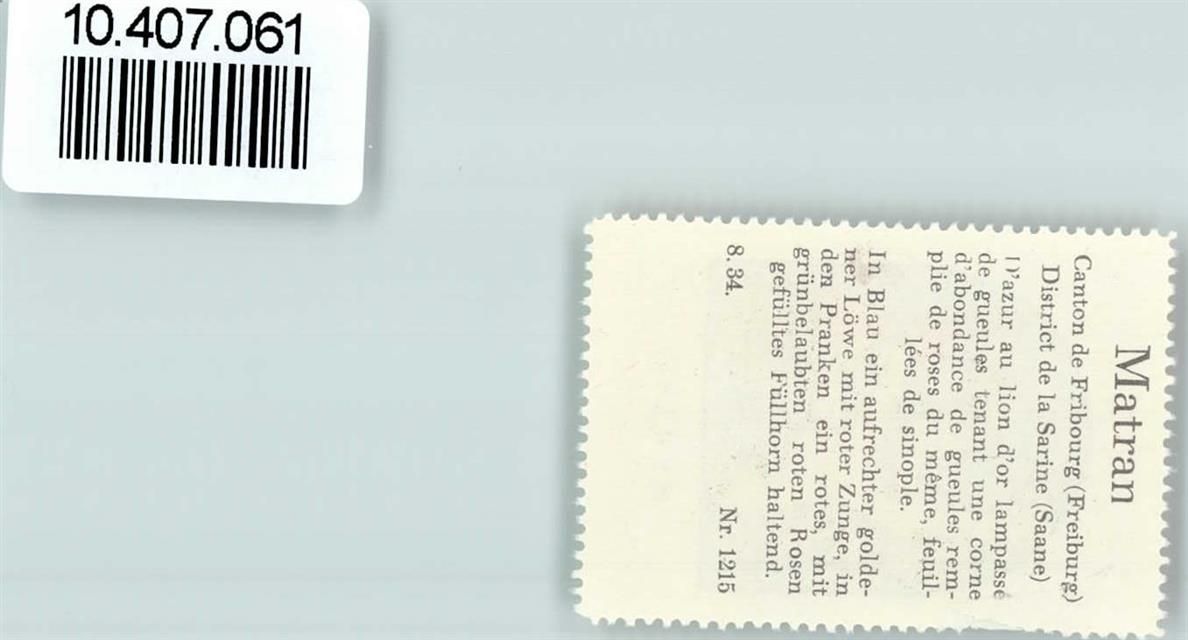 10.407.061
Matran
Canton de Fribourg (Freiburg)
District de la Sarine (Saane)
D'azur au lion d'or lampassé
de gueules tenant une corne
d'abondance de gueules rem-
plie de roses du même, feuil-
lées de sinople.
In Blau ein aufrechter golde-
ner Löwe mit roter Zunge, in
den Pranken ein rotes, mit
grünbelaubten roten Rosen
gefülltes Füllhorn haltend.
8. 34. Nr. 1215